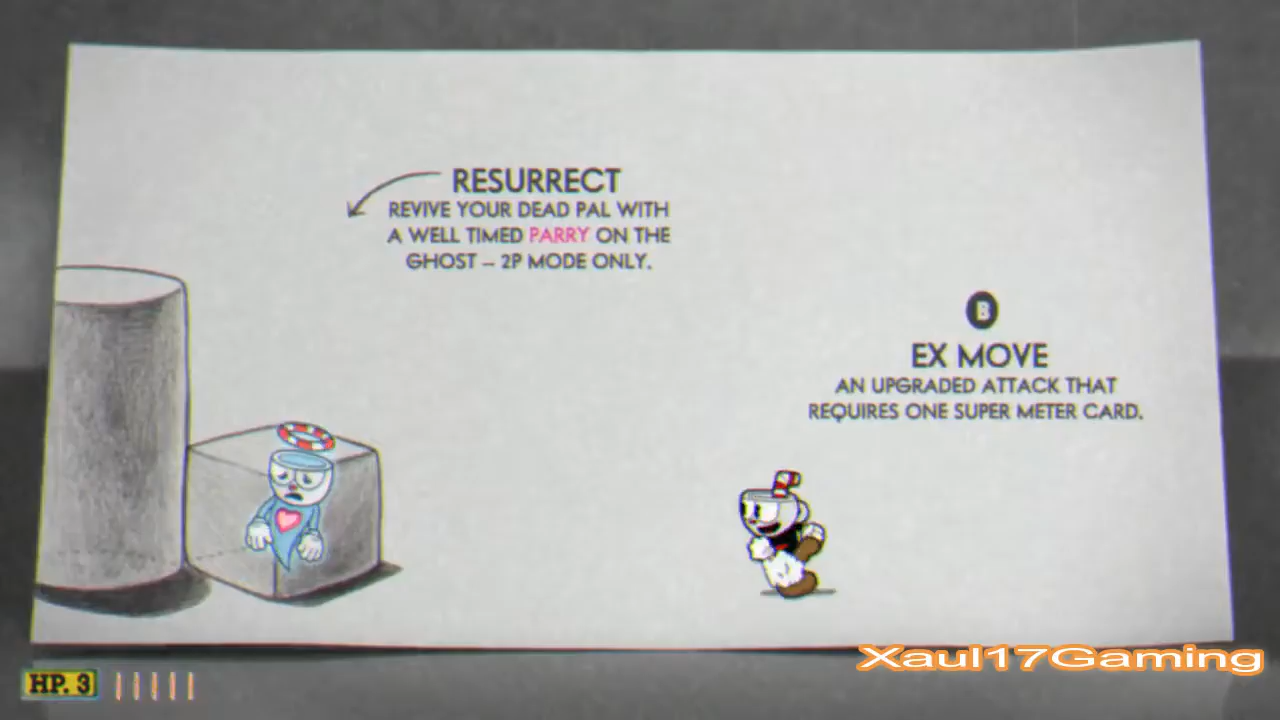 RESURRECT
REVIVE YOUR DEAD PAL WITH
A WELL TIMED PARRY ON THE
GHOST – 2P MODE ONLY.
B
EX MOVE
AN UPGRADED ATTACK THAT
REQUIRES ONE SUPER METER CARD.
HP. 3
Xaul17Gaming